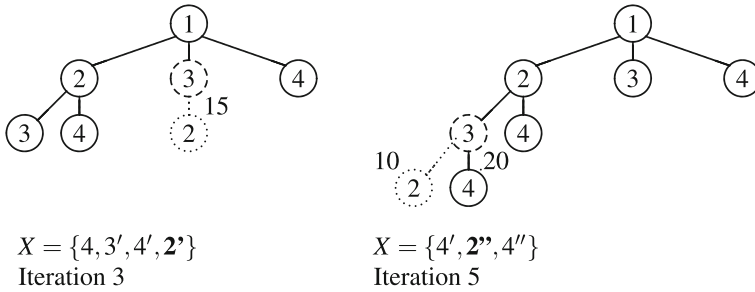 1
2 3 4
15
3 4 2
X = {4, 3′, 4′, 2’}
Iteration 3
1
2 3 4
3 4
10 20
2 4
X = {4′, 2”, 4″}
Iteration 5